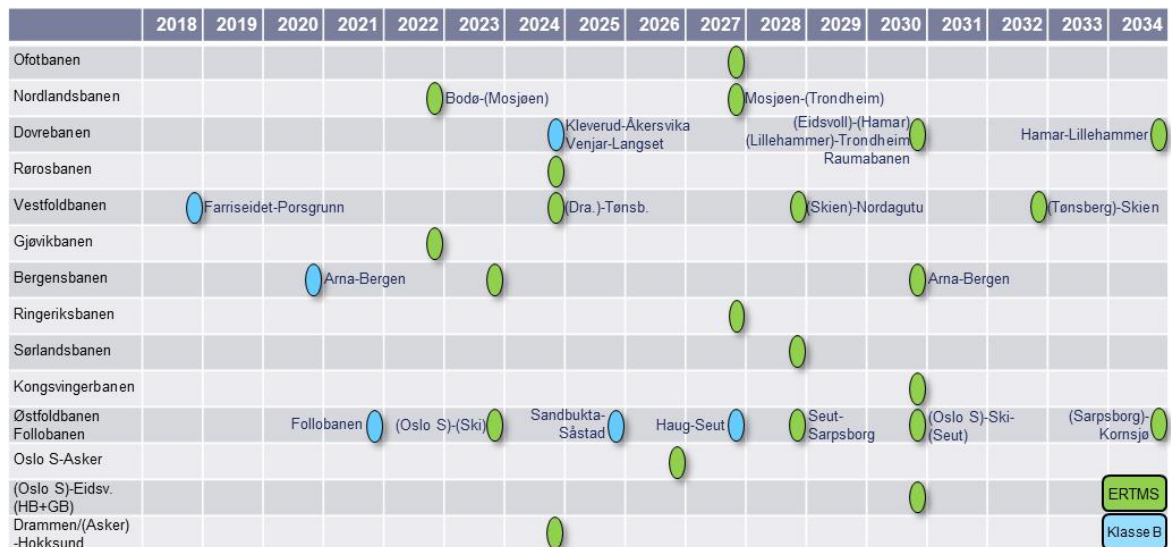 2018 2019 2020 2021 2022 2023 2024 2025 2026 2027 2028 2029 2030 2031 2032 2033 2034
Ofotbanen
Nordlandsbanen Bodø-(Mosjøen) Mosjøen-(Trondheim)
Dovrebanen
Kleverud-Åkersvika
Venjar-Langset
(Eidsvoll)-(Hamar)
(Lillehammer)-Trondheim
Raumabanen
Hamar-Lillehammer
Rørosbanen
Vestfoldbanen Farriseidet-Porsgrunn (Dra.)-Tønsb. (Skien)-Nordagutu (Tønsberg)-Skien
Gjøvikbanen
Bergensbanen Arna-Bergen Arna-Bergen
Ringeriksbanen
Sørlandsbanen
Kongsvingerbanen
Østfoldbanen
Follobanen
Follobanen
(Oslo S)-(Ski)
Sandbukta-
Såstad
Haug-Seut
Seut-
Sarpsborg
(Oslo S)-Ski-
(Seut)
(Sarpsborg)-
Kornsjø
Oslo S-Asker
(Oslo S)-Eidsv.
(HB+GB)
ERTMS
Drammen/(Asker)
-Hokksund
Klasse B